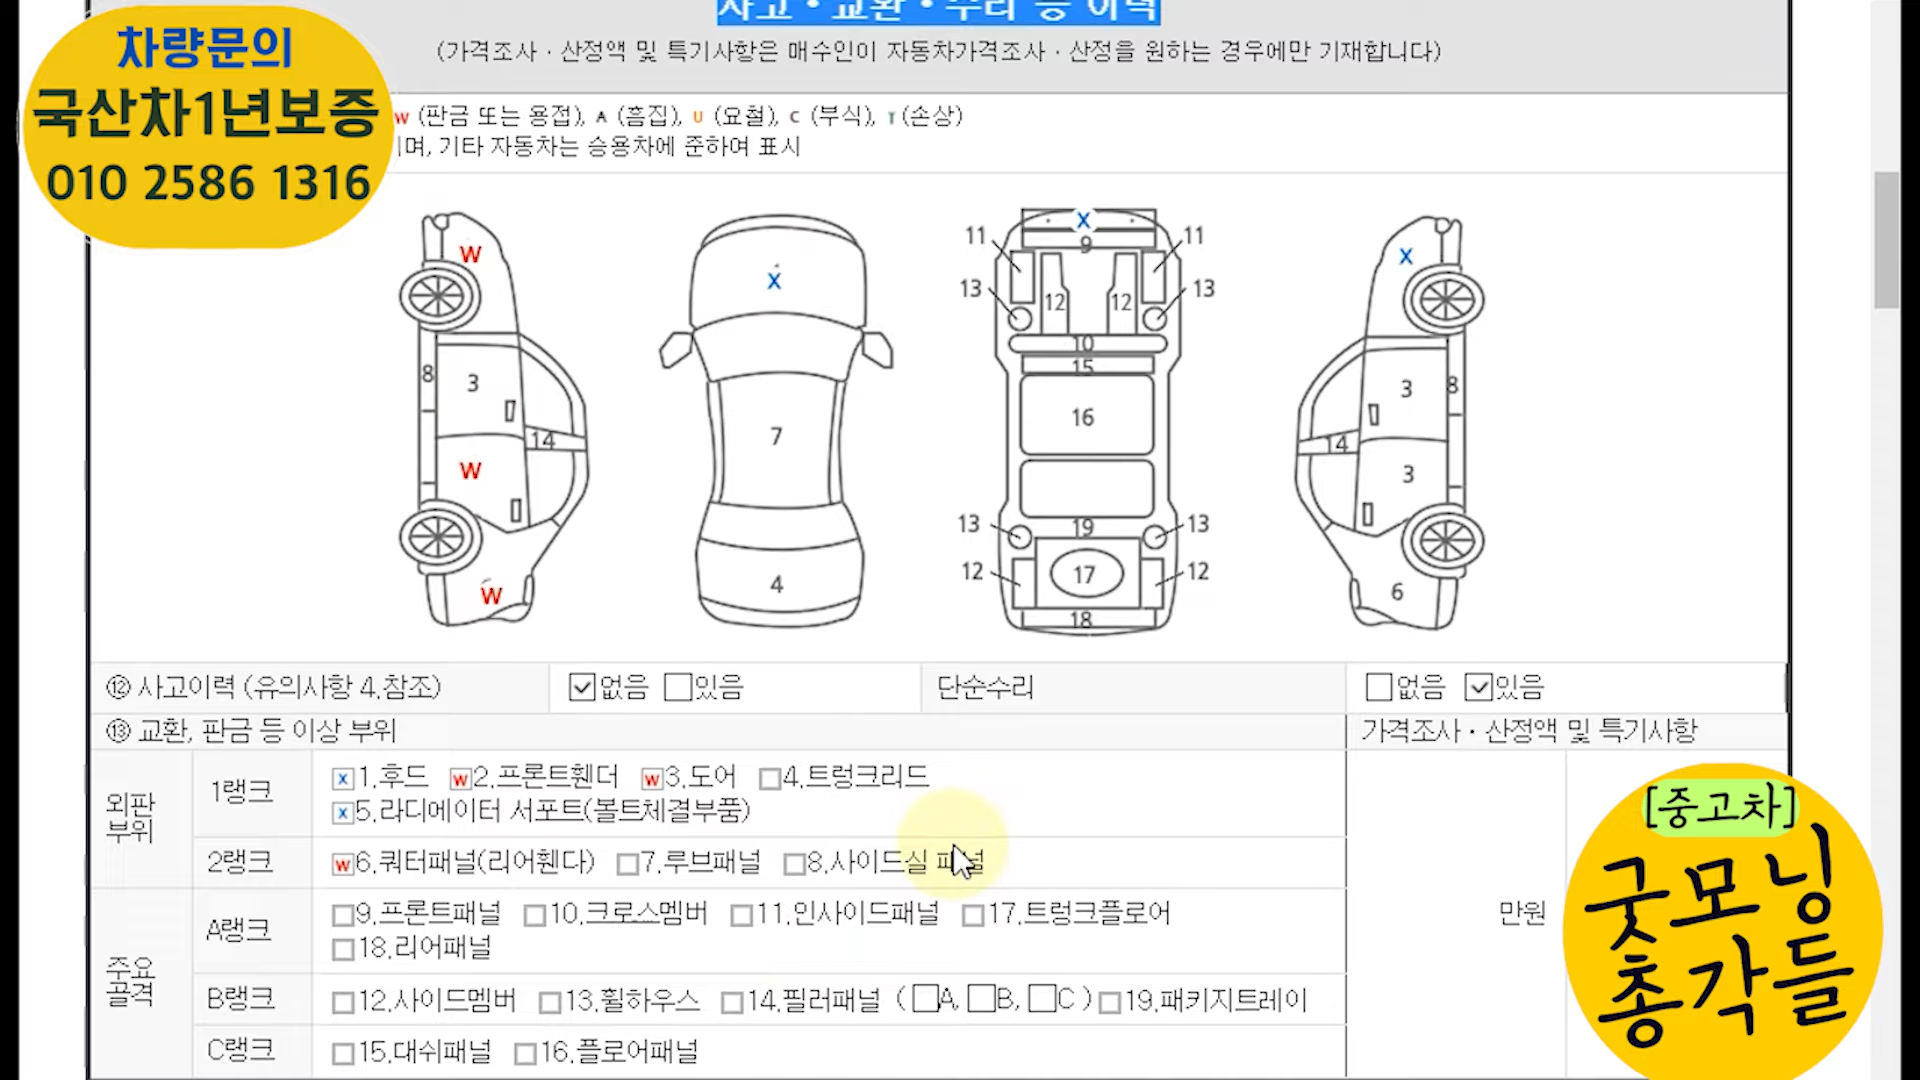 사고・교환・수리 등 이력
(가격조사・산정액 및 특기사항은 매수인이 자동차가격조사・산정을 원하는 경우에만 기재합니다)
차량문의
국산차1년보증
010 2586 1316
W (판금 또는 용접), A (흠집), U (요철), C (부식), T (손상)
며, 기타 자동차는 승용차에 준하여 표시
W
3
8
14
W
W
X
7
4
X
9
11
11
13
13
12
12
10
15
16
19
13
13
12
12
17
18
X
3
8
4
3
6
⑫ 사고이력 (유의사항 4.참조) 없음 있음 단순수리 없음 있음
⑬ 교환, 판금 등 이상 부위 가격조사・산정액 및 특기사항
외판 부위
1랭크 X 1.후드 W 2.프론트휀더 W 3.도어 4.트렁크리드
X 5.라디에이터 서포트(볼트체결부품)
2랭크 W 6.쿼터패널(리어휀다) 7.루브패널 8.사이드실 패널
주요 골격
A랭크 9.프론트패널 10.크로스멤버 11.인사이드패널 17.트렁크플로어
18.리어패널
B랭크 12.사이드멤버 13.휠하우스 14.필러패널 ( A, B, C ) 19.패키지트레이
C랭크 15.대쉬패널 16.플로어패널
만원
[중고차]
굿모닝
총각들